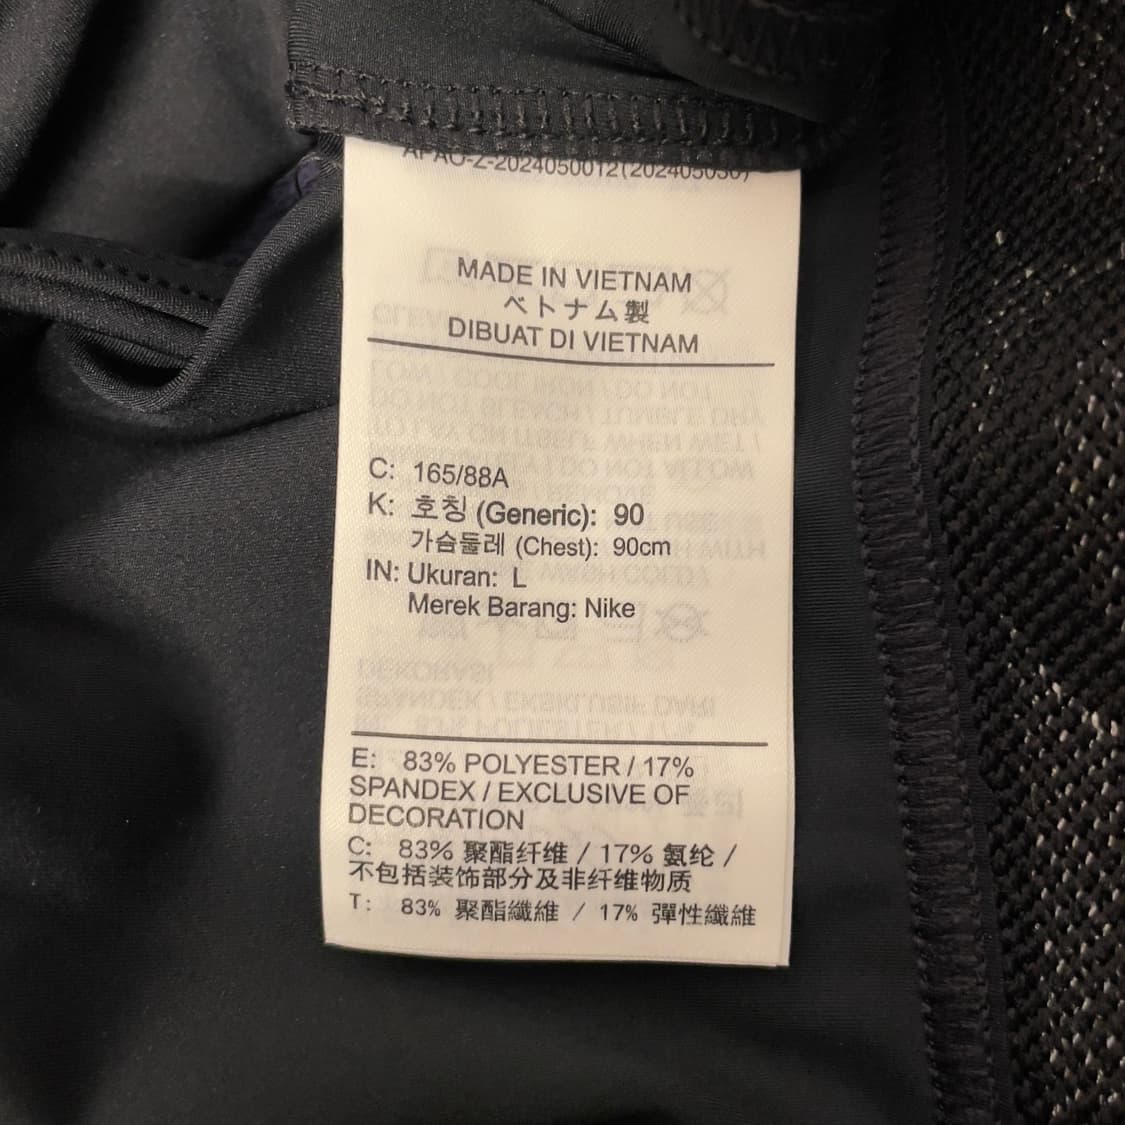 APAO-Z-2024050012(202405030)
MADE IN VIETNAM
ベトナム製
DIBUAT DI VIETNAM
C: 165/88A
K: 호칭 (Generic): 90
가슴둘레 (Chest): 90cm
IN: Ukuran: L
Merek Barang: Nike
E: 83% POLYESTER / 17%
SPANDEX / EXCLUSIVE OF
DECORATION
C: 83% 聚酯纤维 / 17% 氨纶 /
不包括装饰部分及非纤维物质
T: 83% 聚酯纖維 / 17% 彈性纖維